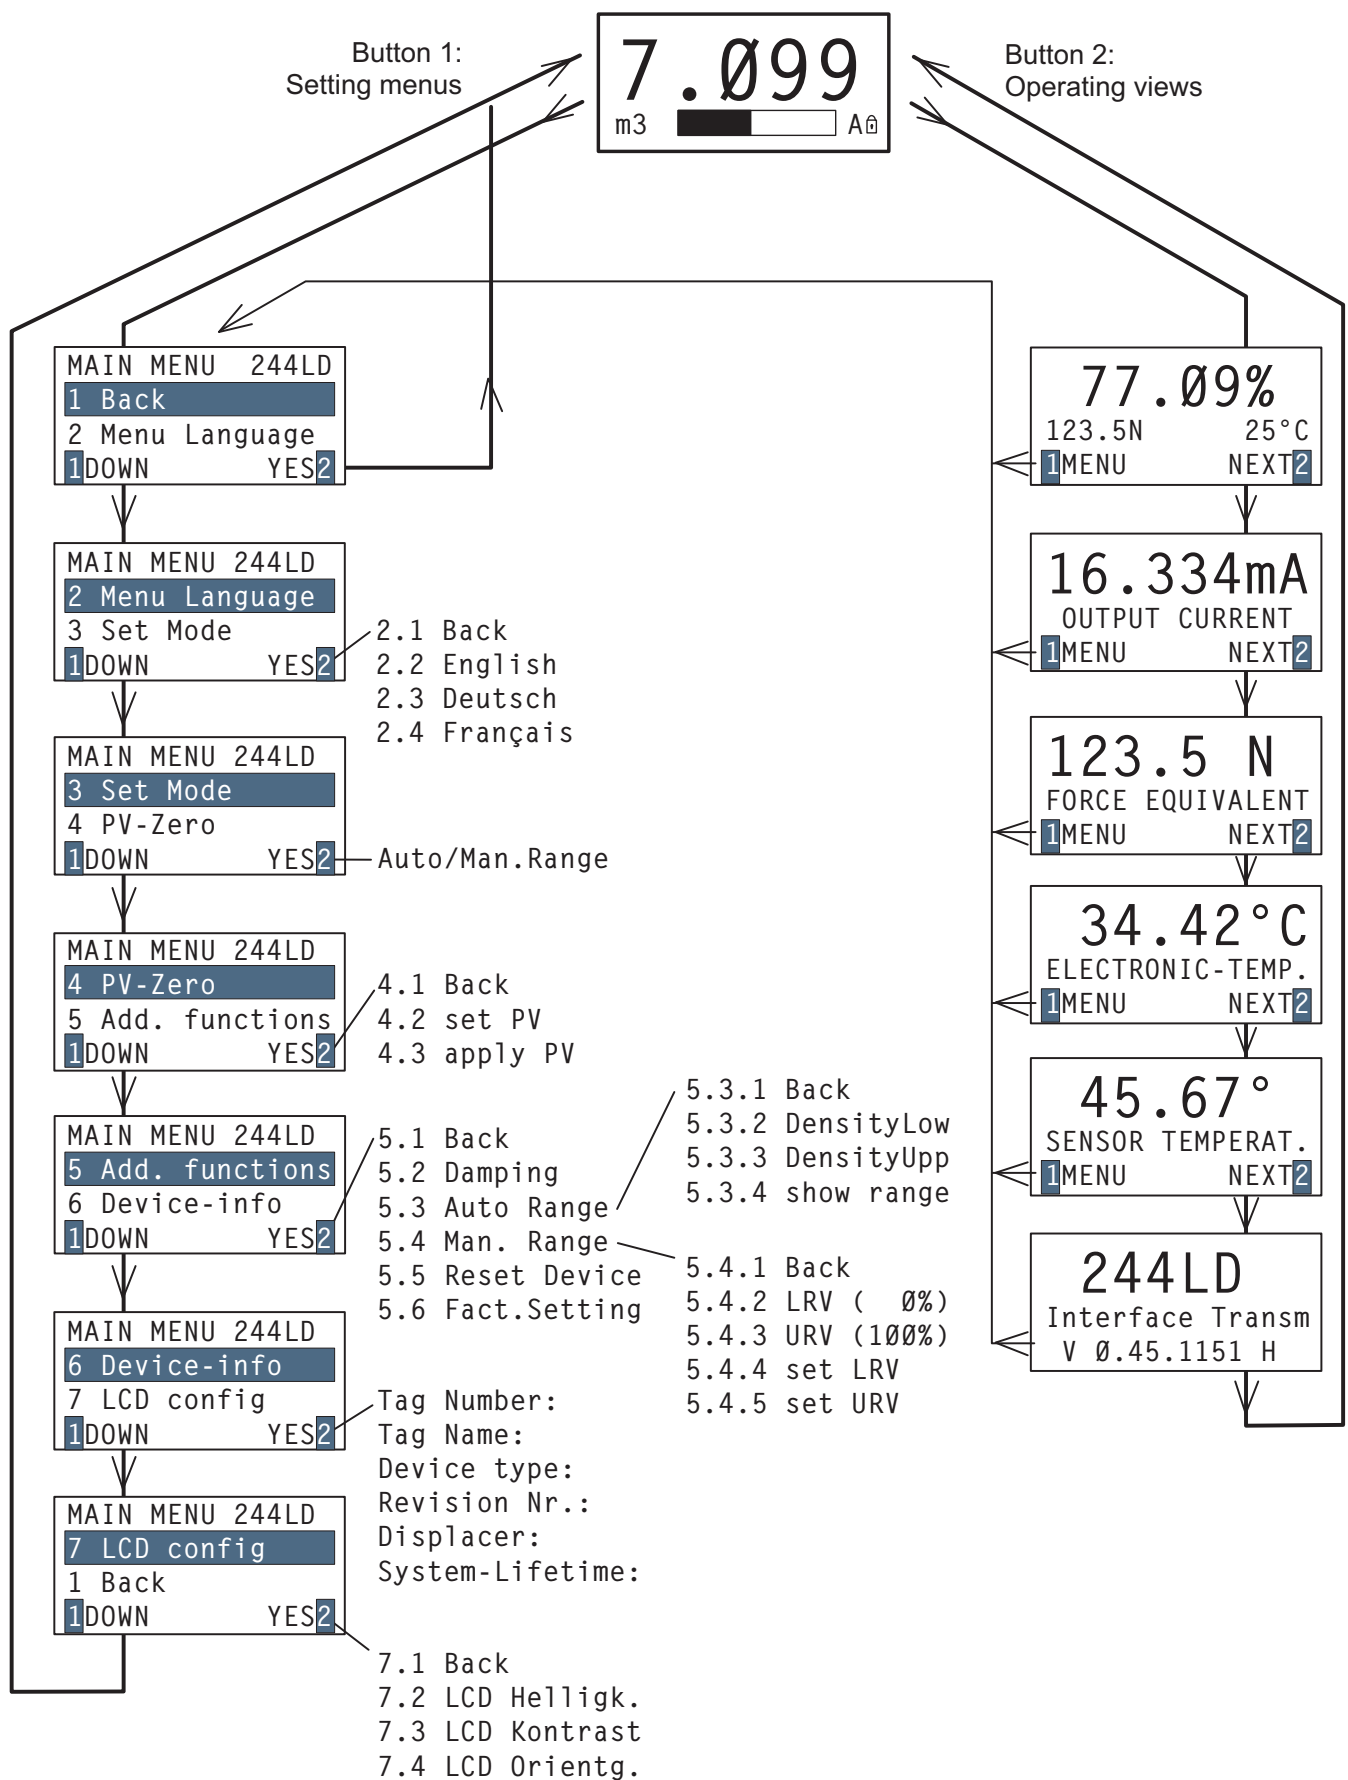 Button 1:
Setting menus
7.Ø99
m3 A
Button 2:
Operating views
MAIN MENU 244LD
1 Back
2 Menu Language
1DOWN YES2
MAIN MENU 244LD
2 Menu Language
3 Set Mode
1DOWN YES2
2.1 Back
2.2 English
2.3 Deutsch
2.4 Français
MAIN MENU 244LD
3 Set Mode
4 PV-Zero
1DOWN YES2
Auto/Man.Range
MAIN MENU 244LD
4 PV-Zero
5 Add. functions
1DOWN YES2
4.1 Back
4.2 set PV
4.3 apply PV
MAIN MENU 244LD
5 Add. functions
6 Device-info
1DOWN YES2
5.1 Back
5.2 Damping
5.3 Auto Range
5.4 Man. Range
5.5 Reset Device
5.6 Fact.Setting
5.3.1 Back
5.3.2 DensityLow
5.3.3 DensityUpp
5.3.4 show range
5.4.1 Back
5.4.2 LRV (  Ø%)
5.4.3 URV (1ØØ%)
5.4.4 set LRV
5.4.5 set URV
MAIN MENU 244LD
6 Device-info
7 LCD config
1DOWN YES2
Tag Number:
Tag Name:
Device type:
Revision Nr.:
Displacer:
System-Lifetime:
MAIN MENU 244LD
7 LCD config
1 Back
1DOWN YES2
7.1 Back
7.2 LCD Helligk.
7.3 LCD Kontrast
7.4 LCD Orientg.
77.Ø9%
123.5N 25°C
1MENU NEXT2
16.334mA
OUTPUT CURRENT
1MENU NEXT2
123.5 N
FORCE EQUIVALENT
1MENU NEXT2
34.42°C
ELECTRONIC-TEMP.
1MENU NEXT2
45.67°
SENSOR TEMPERAT.
1MENU NEXT2
244LD
Interface Transm
V Ø.45.1151 H